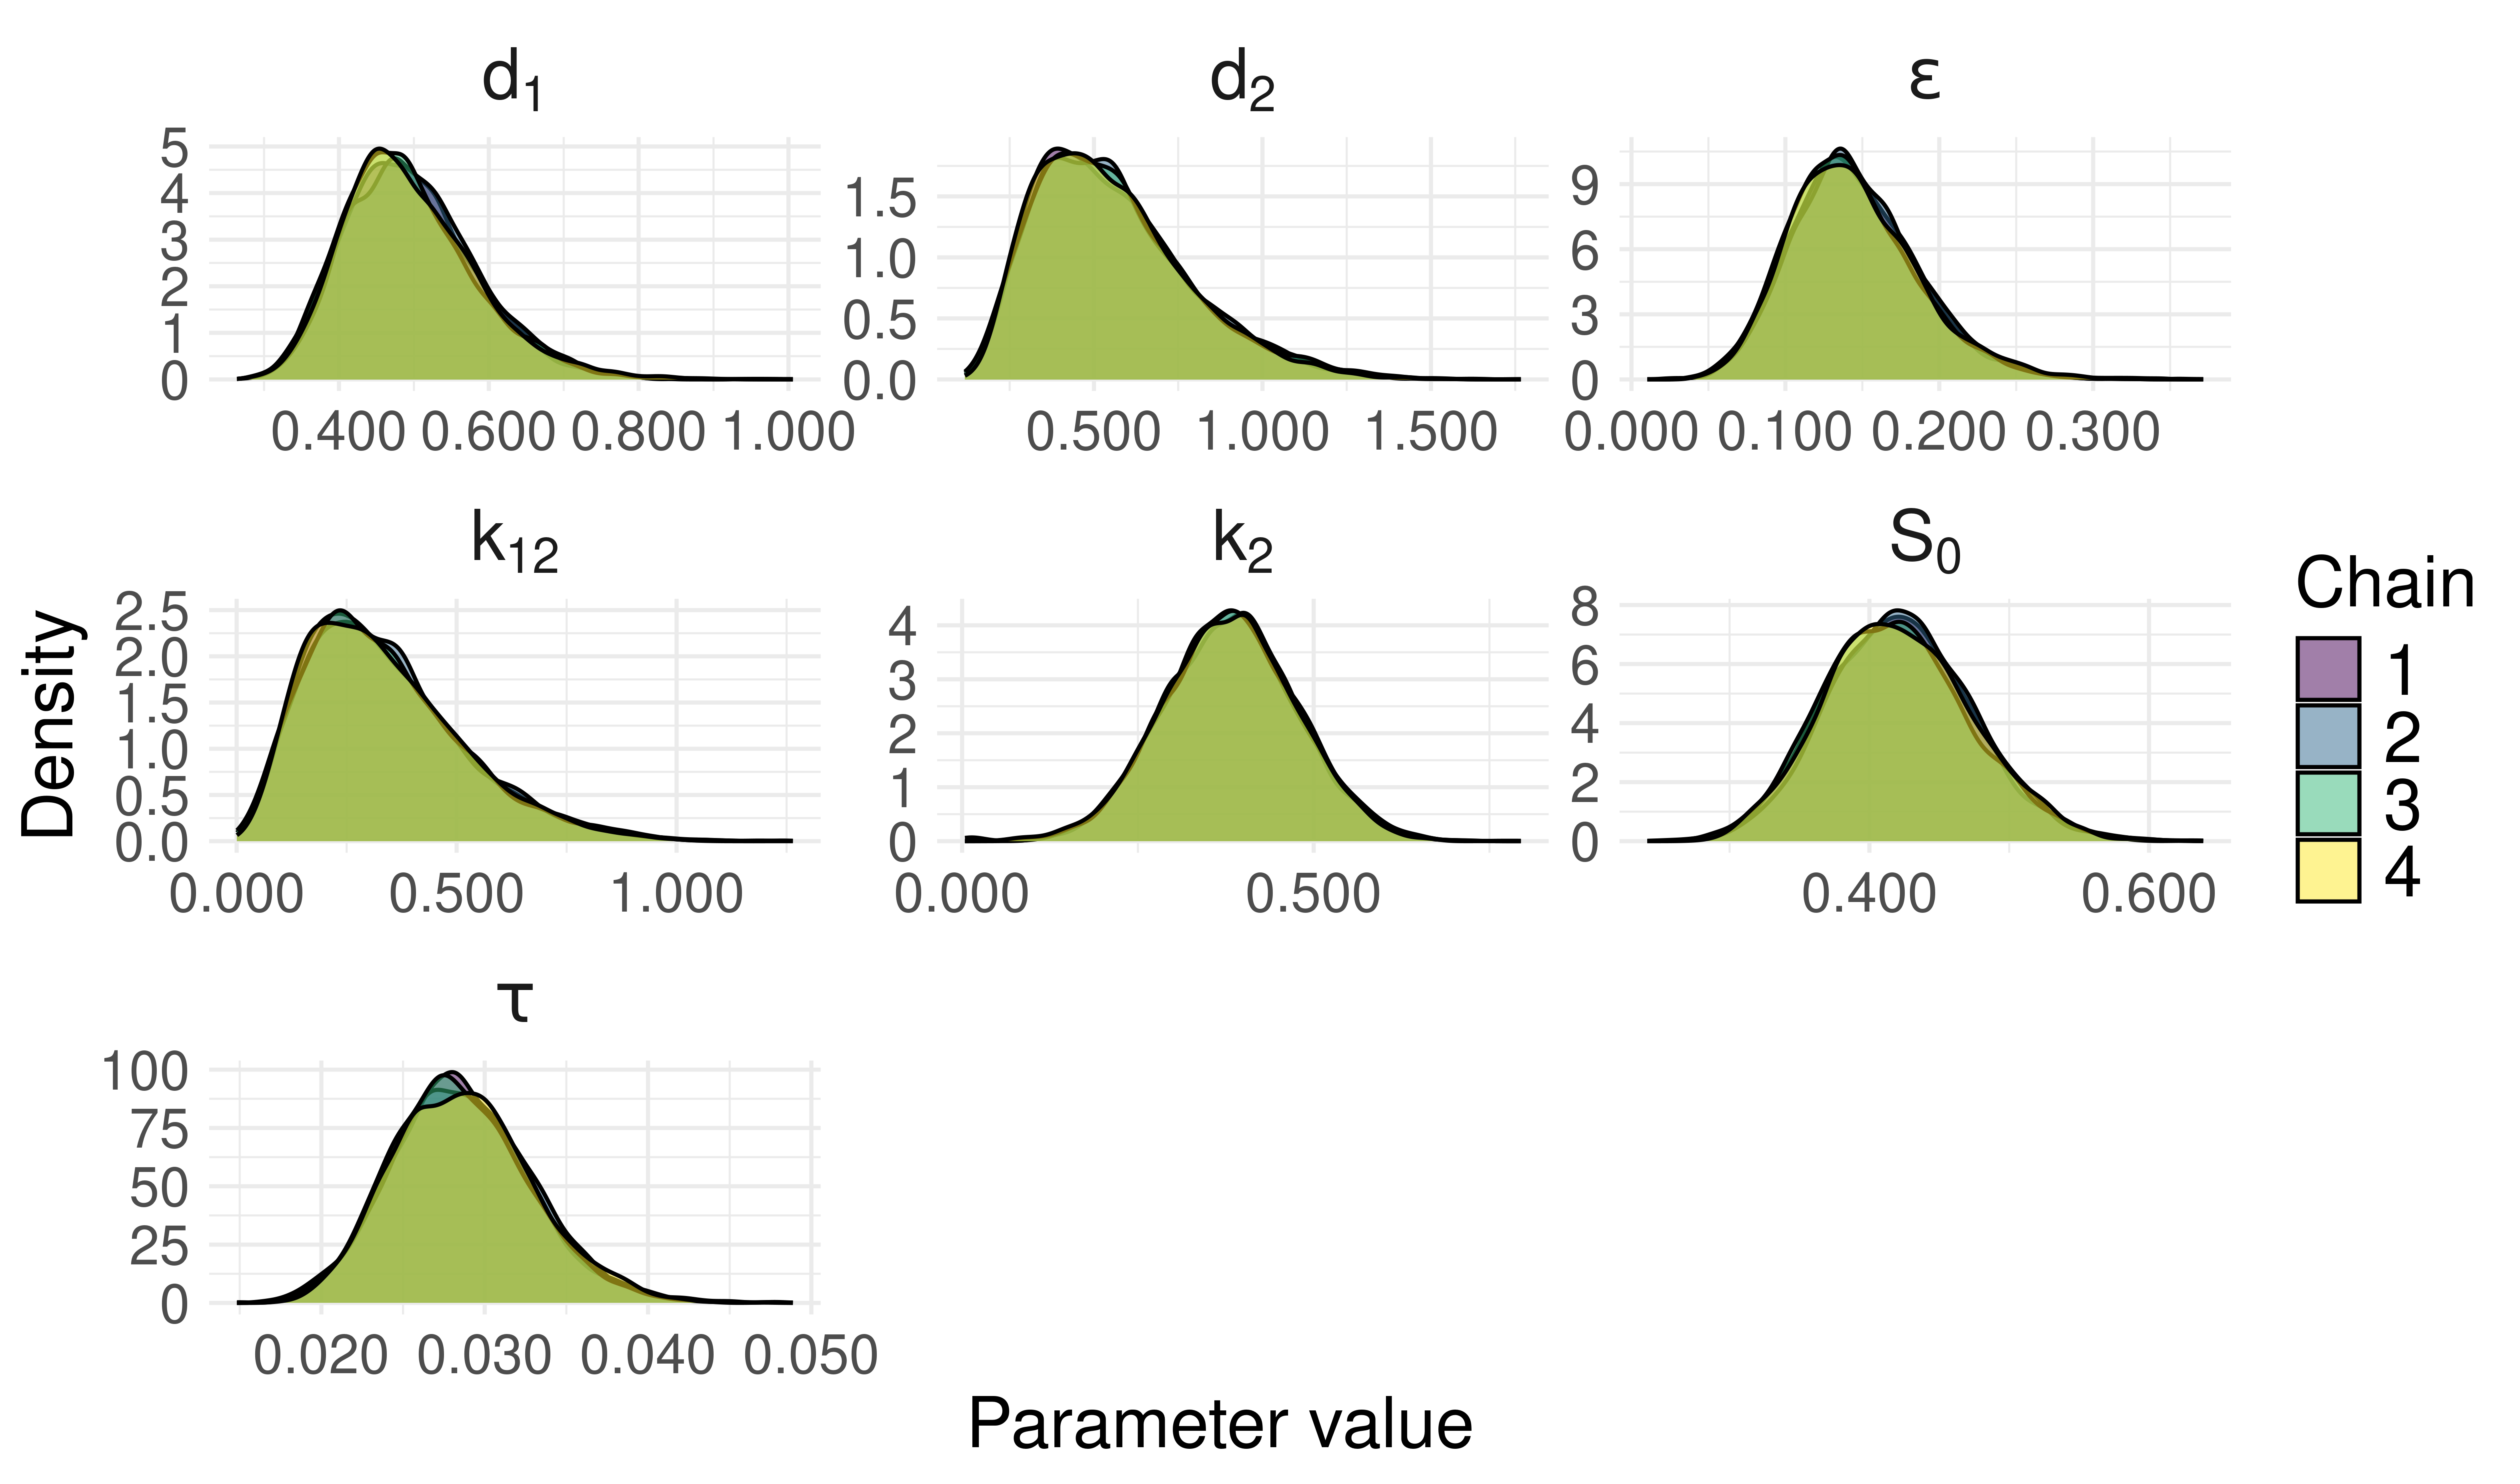 d₁ d₂ ε
5 4 3 2 1 0
1.5 1.0 0.5 0.0
9 6 3 0
0.400 0.600 0.800 1.000
0.500 1.000 1.500
0.000 0.100 0.200 0.300
k₁₂ k₂ S₀
2.5 2.0 1.5 1.0 0.5 0.0
4 3 2 1 0
8 6 4 2 0
0.000 0.500 1.000
0.000 0.500
0.400 0.600
τ
100 75 50 25 0
0.020 0.030 0.040 0.050
Density
Parameter value
Chain
1
2
3
4